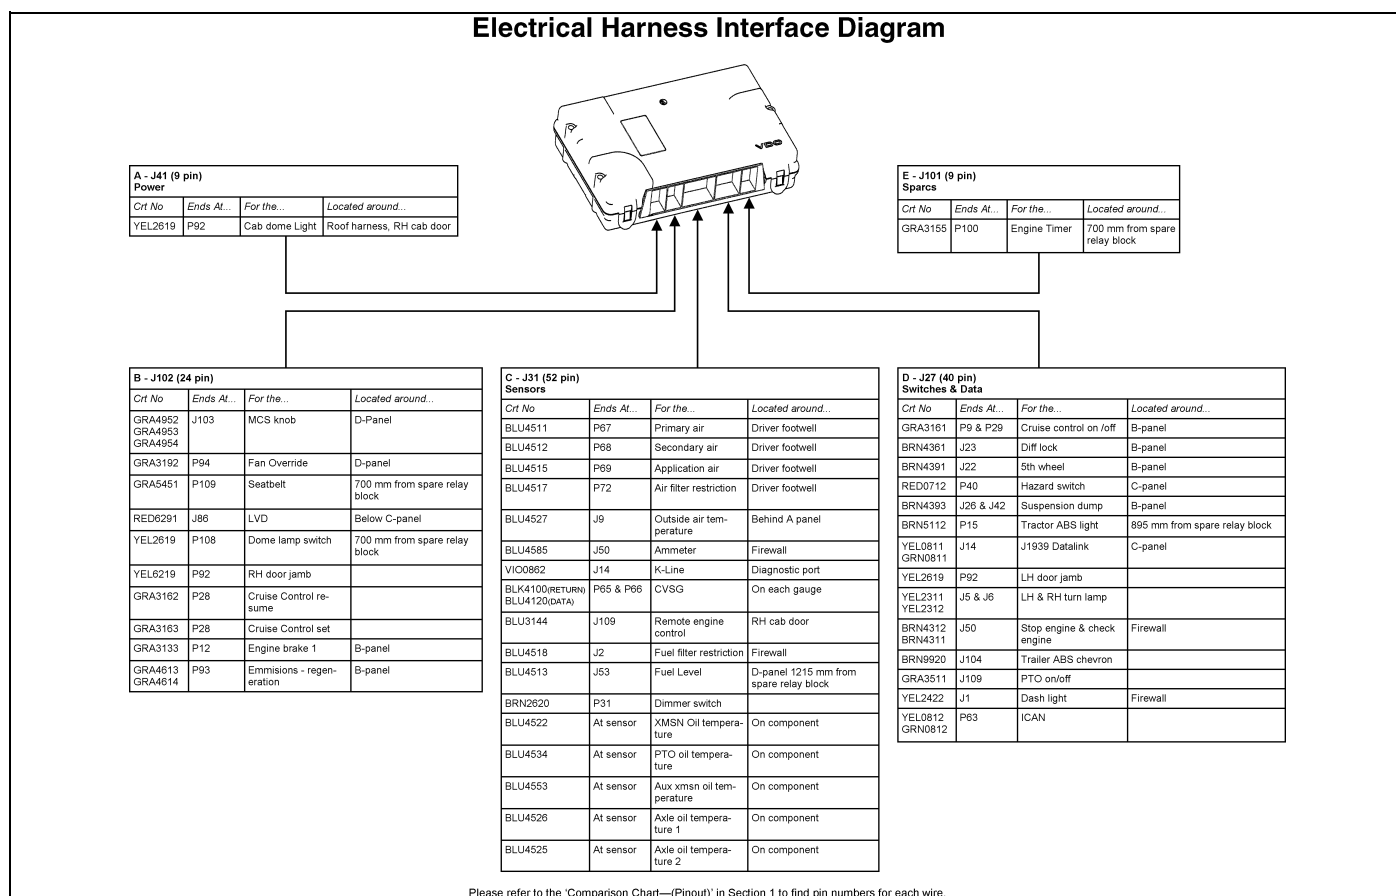 Electrical Harness Interface Diagram
VDO
A - J41 (9 pin)
Power
Crt No Ends At... For the... Located around...
YEL2619 P92 Cab dome Light Roof harness, RH cab door
E - J101 (9 pin)
Sparcs
Crt No Ends At... For the... Located around...
GRA3155 P100 Engine Timer 700 mm from spare
relay block
B - J102 (24 pin)
Crt No Ends At... For the... Located around...
GRA4952 J103 MCS knob D-Panel
GRA4953
GRA4954
GRA3192 P94 Fan Override D-panel
GRA5451 P109 Seatbelt 700 mm from spare relay
block
RED6291 J86 LVD Below C-panel
YEL2619 P108 Dome lamp switch 700 mm from spare relay
block
YEL6219 P92 RH door jamb
GRA3162 P28 Cruise Control re-
sume
GRA3163 P28 Cruise Control set
GRA3133 P12 Engine brake 1 B-panel
GRA4613 P93 Emmisions - regen- B-panel
GRA4614 eration
C - J31 (52 pin)
Sensors
Crt No Ends At... For the... Located around...
BLU4511 P67 Primary air Driver footwell
BLU4512 P68 Secondary air Driver footwell
BLU4515 P69 Application air Driver footwell
BLU4517 P72 Air filter restriction Driver footwell
BLU4527 J9 Outside air tem- Behind A panel
perature
BLU4585 J50 Ammeter Firewall
VIO0862 J14 K-Line Diagnostic port
BLK4100(RETURN) P65 & P66 CVSG On each gauge
BLU4120(DATA)
BLU3144 J109 Remote engine RH cab door
control
BLU4518 J2 Fuel filter restriction Firewall
BLU4513 J53 Fuel Level D-panel 1215 mm from
spare relay block
BRN2620 P31 Dimmer switch
BLU4522 At sensor XMSN Oil tempera- On component
ture
BLU4534 At sensor PTO oil tempera- On component
ture
BLU4553 At sensor Aux xmsn oil tem- On component
perature
BLU4526 At sensor Axle oil tempera- On component
ture 1
BLU4525 At sensor Axle oil tempera- On component
ture 2
D - J27 (40 pin)
Switches & Data
Crt No Ends At... For the... Located around...
GRA3161 P9 & P29 Cruise control on /off B-panel
BRN4361 J23 Diff lock B-panel
BRN4391 J22 5th wheel B-panel
RED0712 P40 Hazard switch C-panel
BRN4393 J26 & J42 Suspension dump B-panel
BRN5112 P15 Tractor ABS light 895 mm from spare relay block
YEL0811 J14 J1939 Datalink C-panel
GRN0811
YEL2619 P92 LH door jamb
YEL2311 J5 & J6 LH & RH turn lamp
YEL2312
BRN4312 J50 Stop engine & check Firewall
BRN4311 engine
BRN9920 J104 Trailer ABS chevron
GRA3511 J109 PTO on/off
YEL2422 J1 Dash light Firewall
YEL0812 P63 ICAN
GRN0812
Please refer to the 'Comparison Chart—(Pinout)' in Section 1 to find pin numbers for each wire.